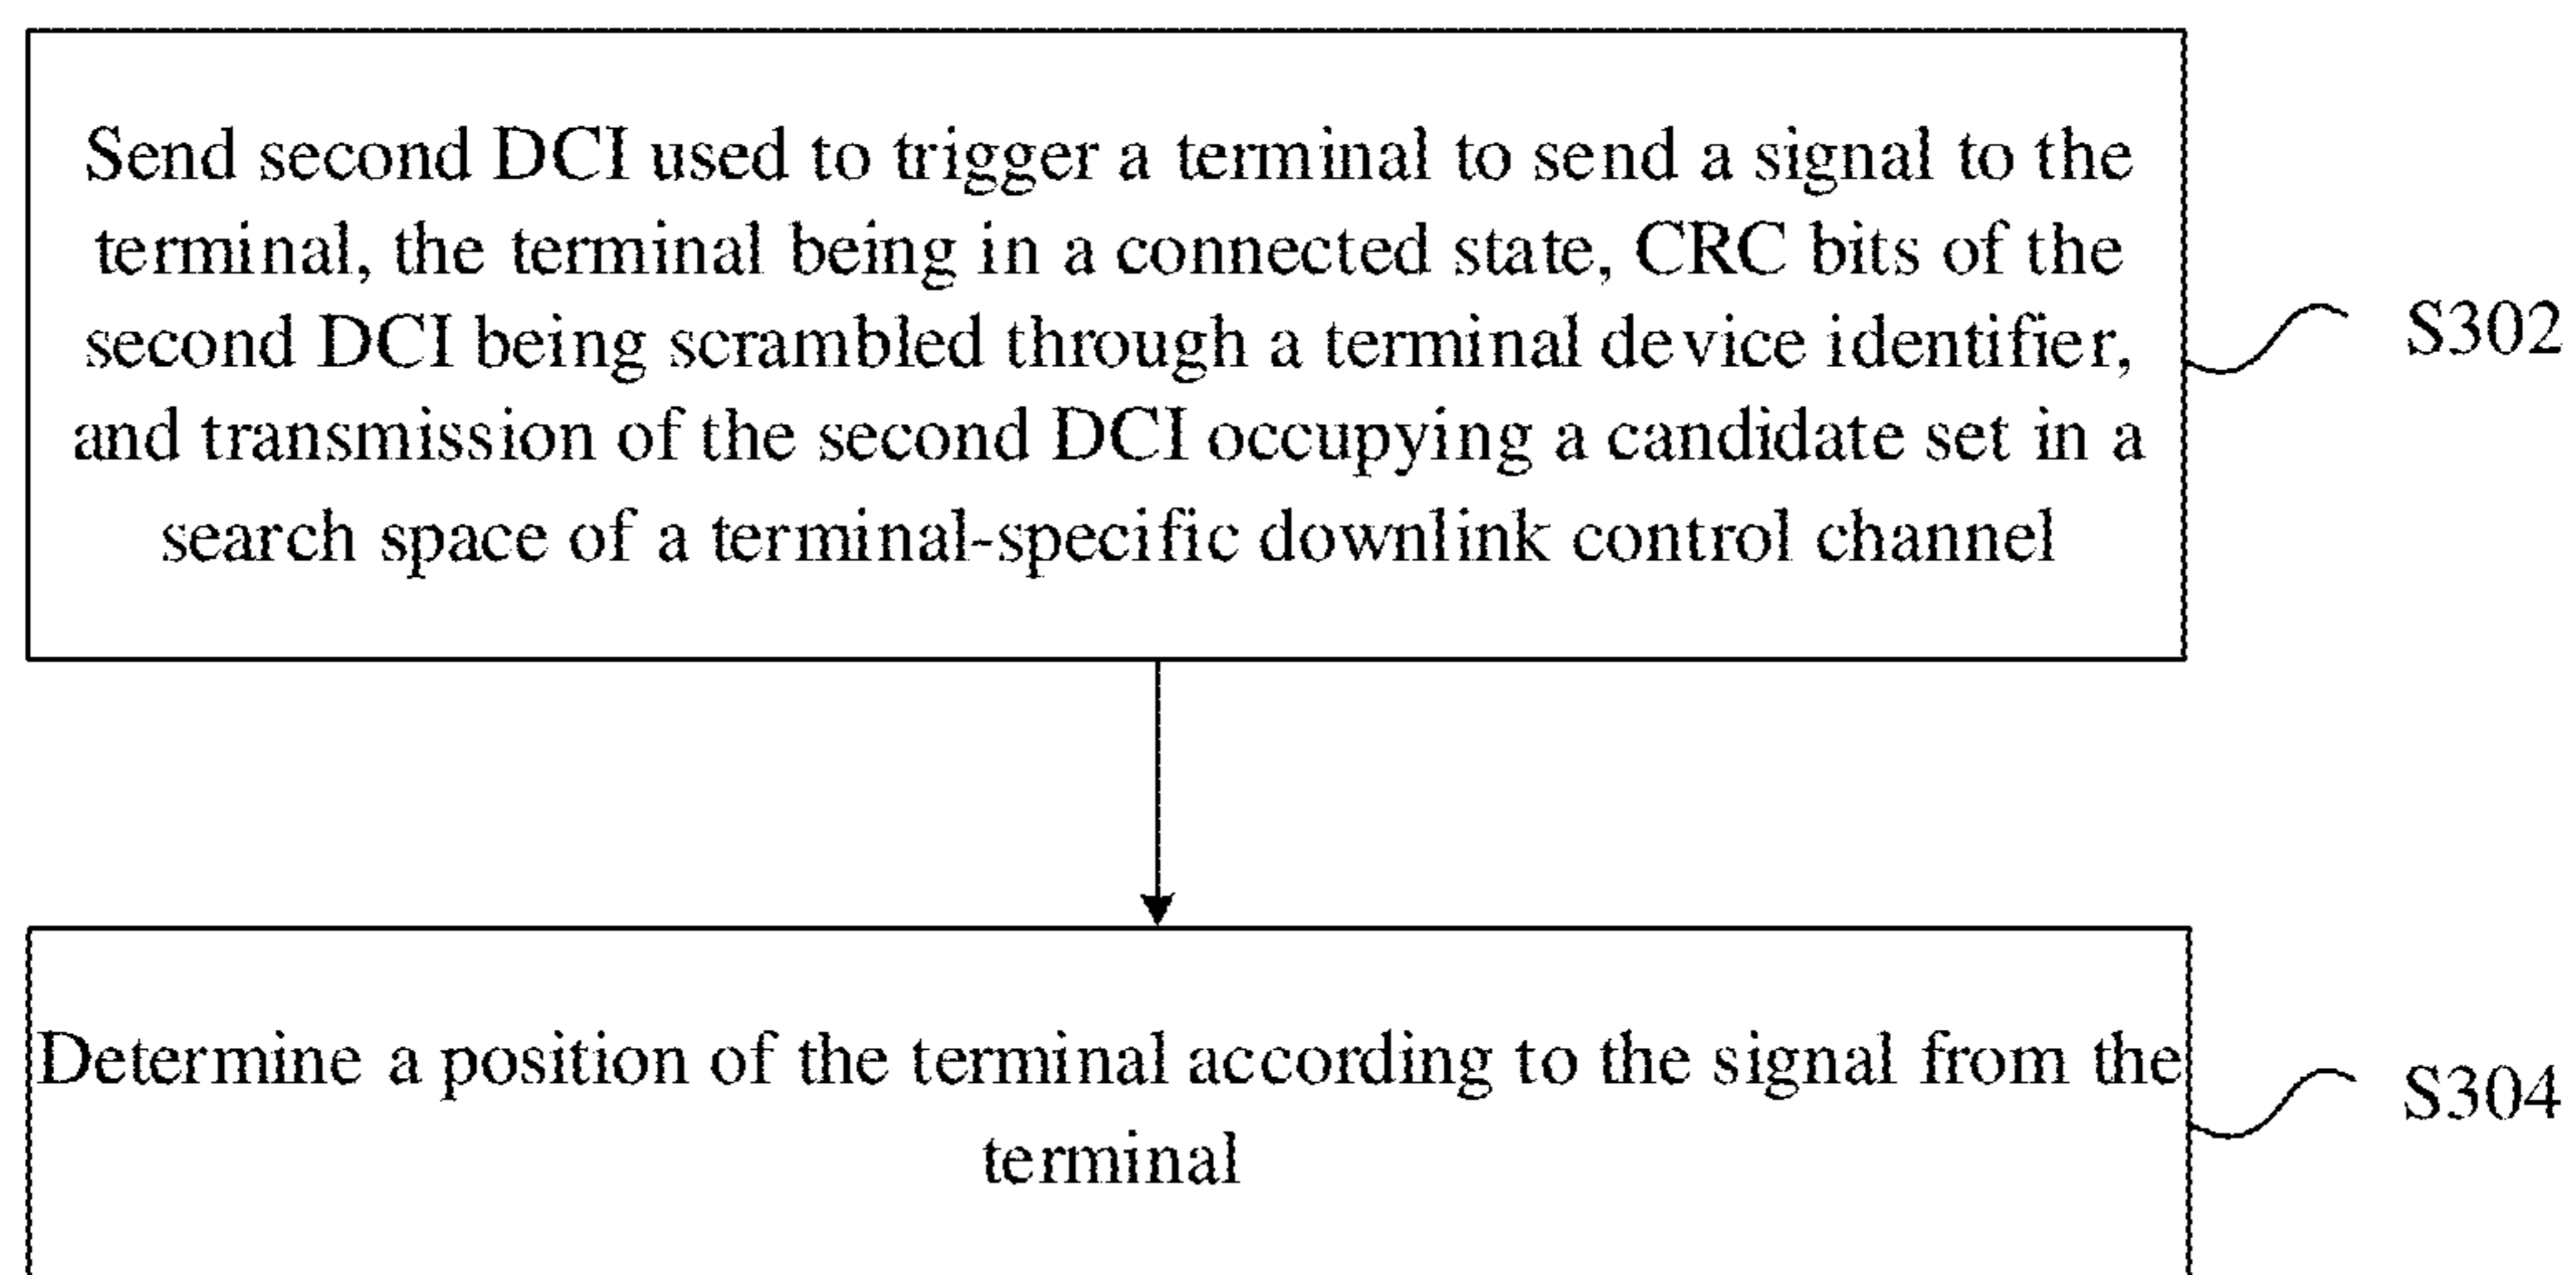 Send second DCI used to trigger a terminal to send a signal to the
terminal, the terminal being in a connected state, CRC bits of the
second DCI being scrambled through a terminal device identifier,
and transmission of the second DCI occupying a candidate set in a
search space of a terminal-specific downlink control channel
S302
Determine a position of the terminal according to the signal from the
terminal
S304